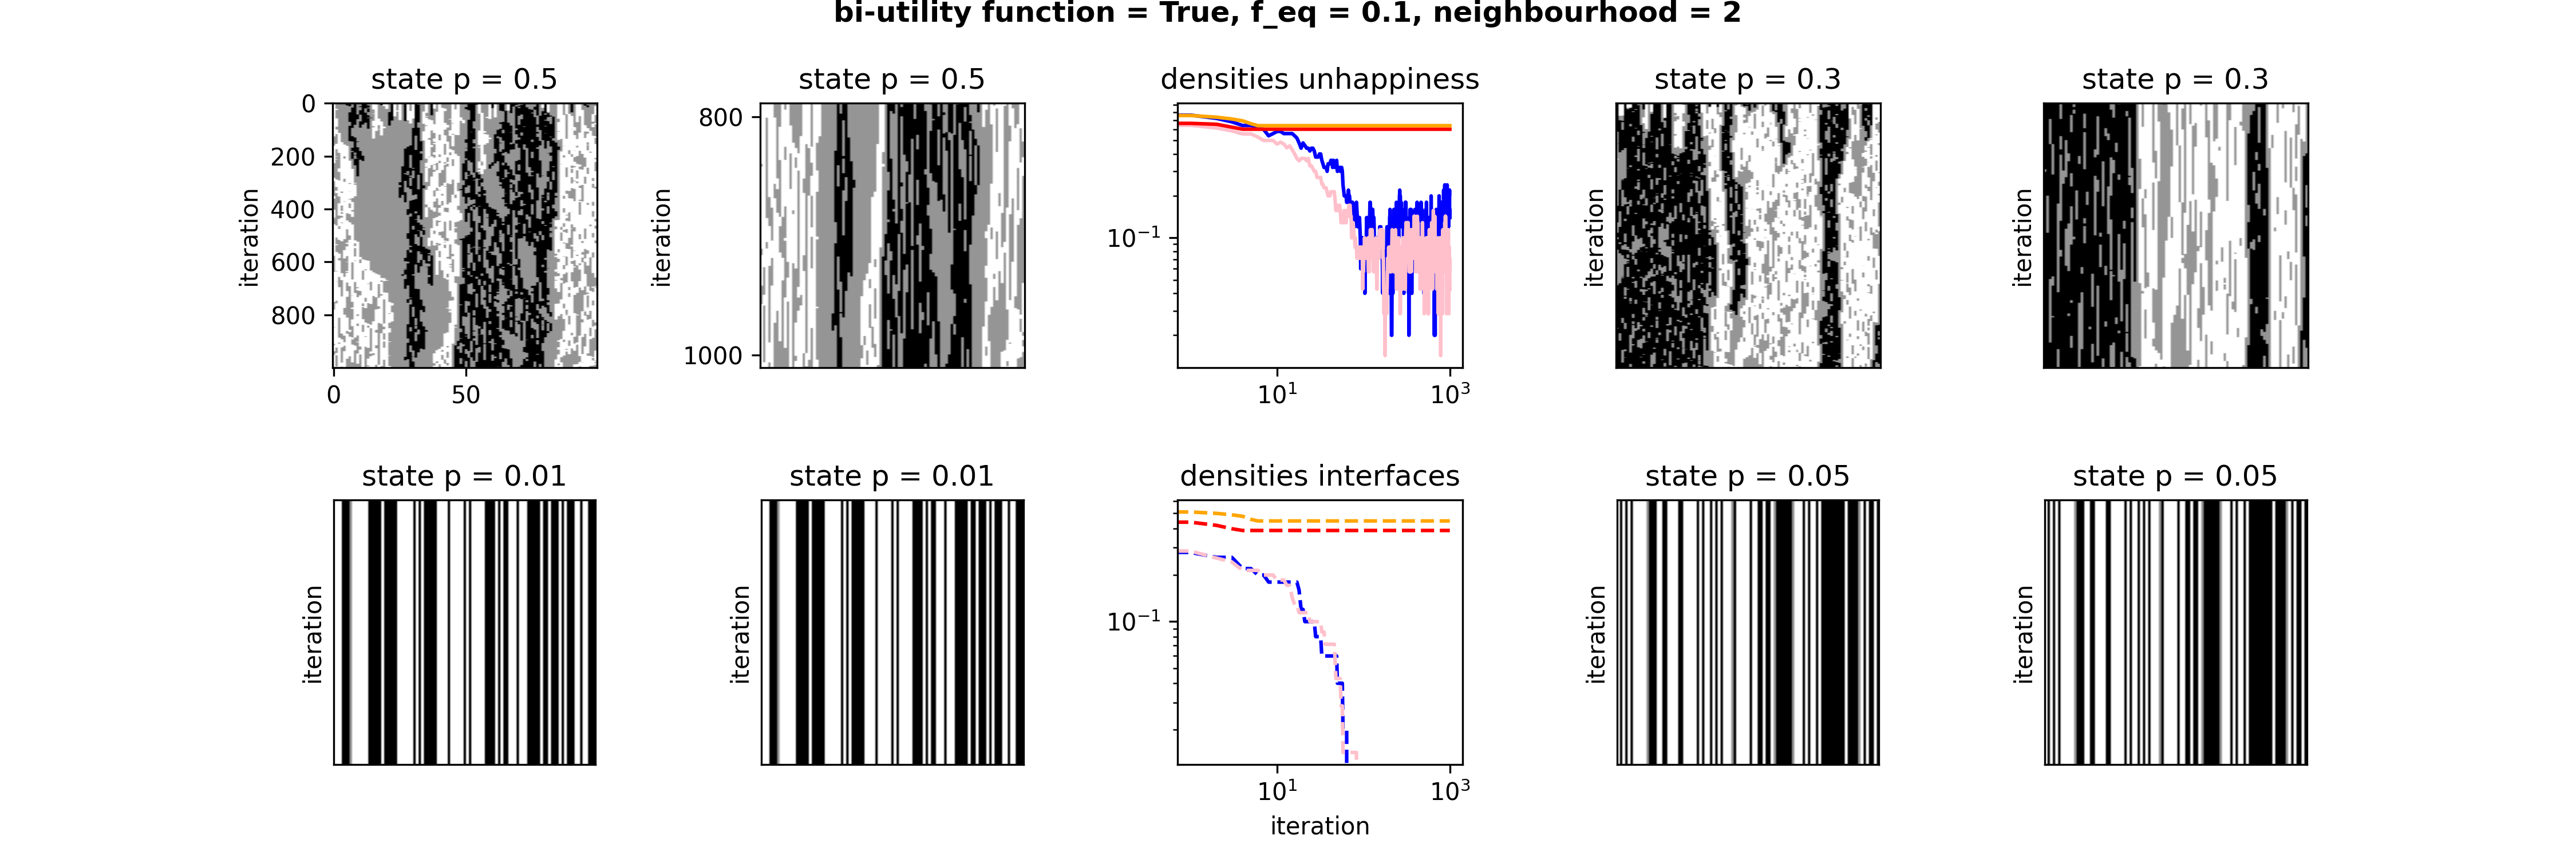 bi-utility function = True, f_eq = 0.1, neighbourhood = 2
state p = 0.5
state p = 0.5
densities unhappiness
state p = 0.3
state p = 0.3
0
200
400
600
800
iteration
0
50
800
1000
iteration
10⁻¹
10¹
10³
iteration
iteration
state p = 0.01
state p = 0.01
densities interfaces
state p = 0.05
state p = 0.05
iteration
iteration
10⁻¹
10¹
10³
iteration
iteration
iteration